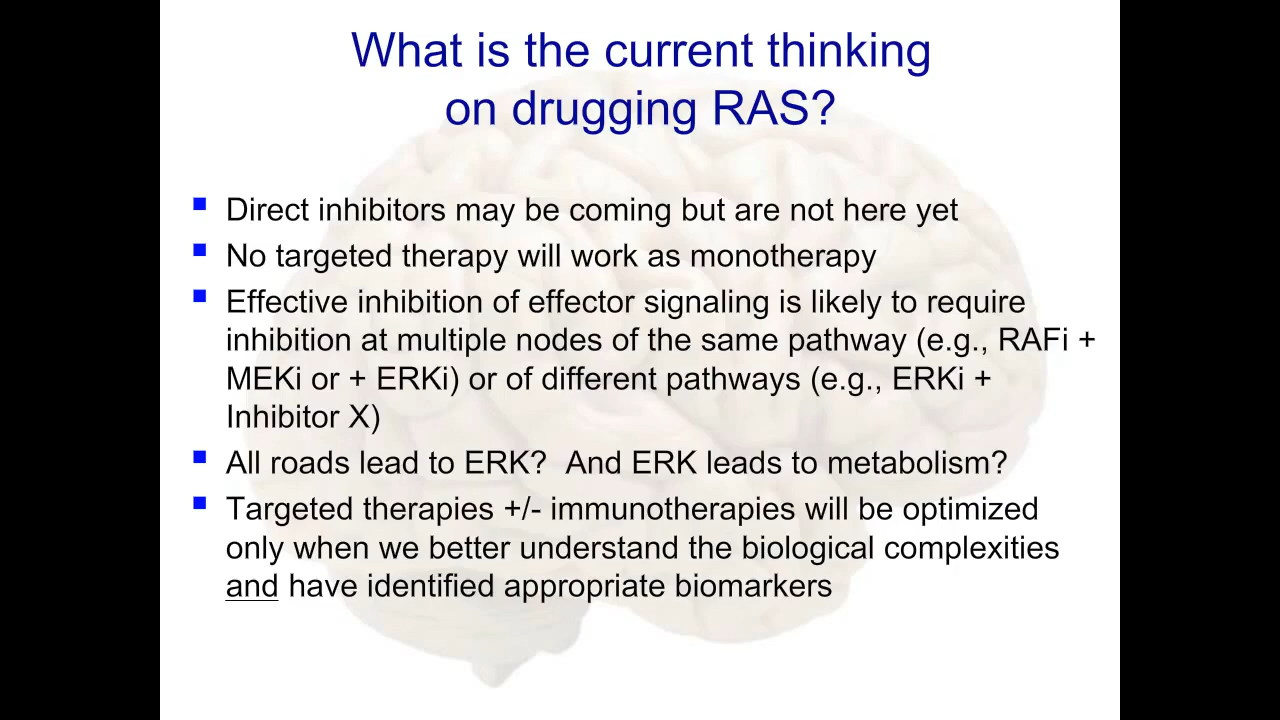 What is the current thinking
on drugging RAS?
Direct inhibitors may be coming but are not here yet
No targeted therapy will work as monotherapy
Effective inhibition of effector signaling is likely to require
inhibition at multiple nodes of the same pathway (e.g., RAFi +
MEKi or + ERKi) or of different pathways (e.g., ERKi +
Inhibitor X)
All roads lead to ERK?  And ERK leads to metabolism?
Targeted therapies +/- immunotherapies will be optimized
only when we better understand the biological complexities
and have identified appropriate biomarkers